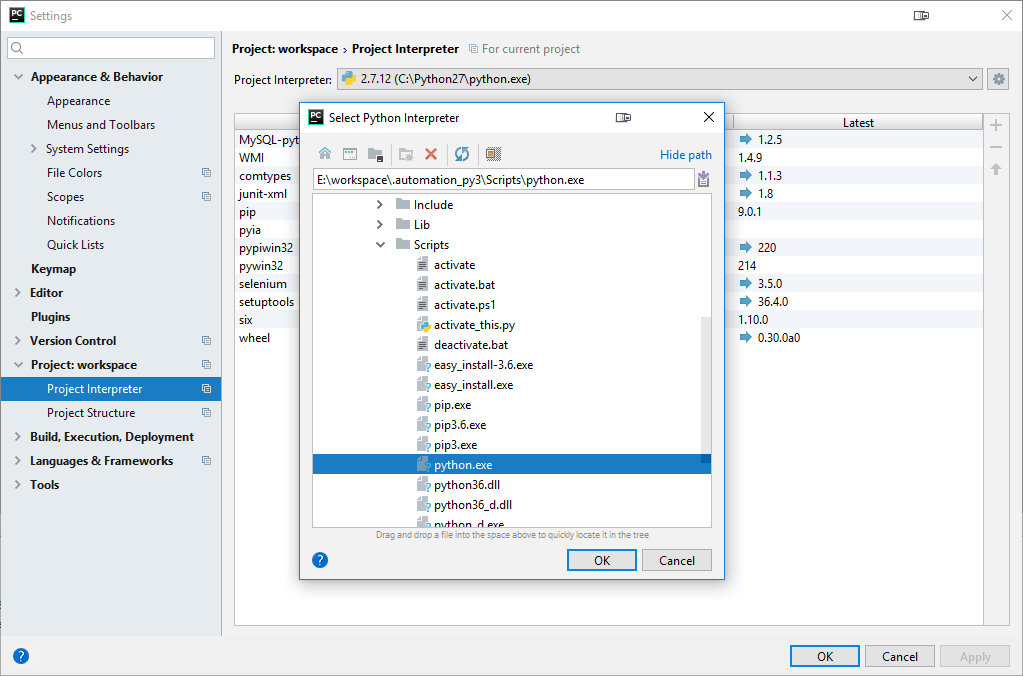 Settings
Project: workspace › Project Interpreter For current project
Project Interpreter: 2.7.12 (C:\Python27\python.exe)
Appearance & Behavior
Appearance
Menus and Toolbars
System Settings
File Colors
Scopes
Notifications
Quick Lists
Keymap
Editor
Plugins
Version Control
Project: workspace
Project Interpreter
Project Structure
Build, Execution, Deployment
Languages & Frameworks
Tools
Latest
MySQL-pyt 1.2.5
WMI 1.4.9
comtypes 1.1.3
junit-xml 1.8
pip 9.0.1
pyia
pypiwin32 220
pywin32 214
selenium 3.5.0
setuptools 36.4.0
six 1.10.0
wheel 0.30.0a0
Select Python Interpreter
Hide path
E:\workspace\.automation_py3\Scripts\python.exe
Include
Lib
Scripts
activate
activate.bat
activate.ps1
activate_this.py
deactivate.bat
easy_install-3.6.exe
easy_install.exe
pip.exe
pip3.6.exe
pip3.exe
python.exe
python36.dll
python36_d.dll
python_d.exe
Drag and drop a file into the space above to quickly locate it in the tree
? OK Cancel
? OK Cancel Apply